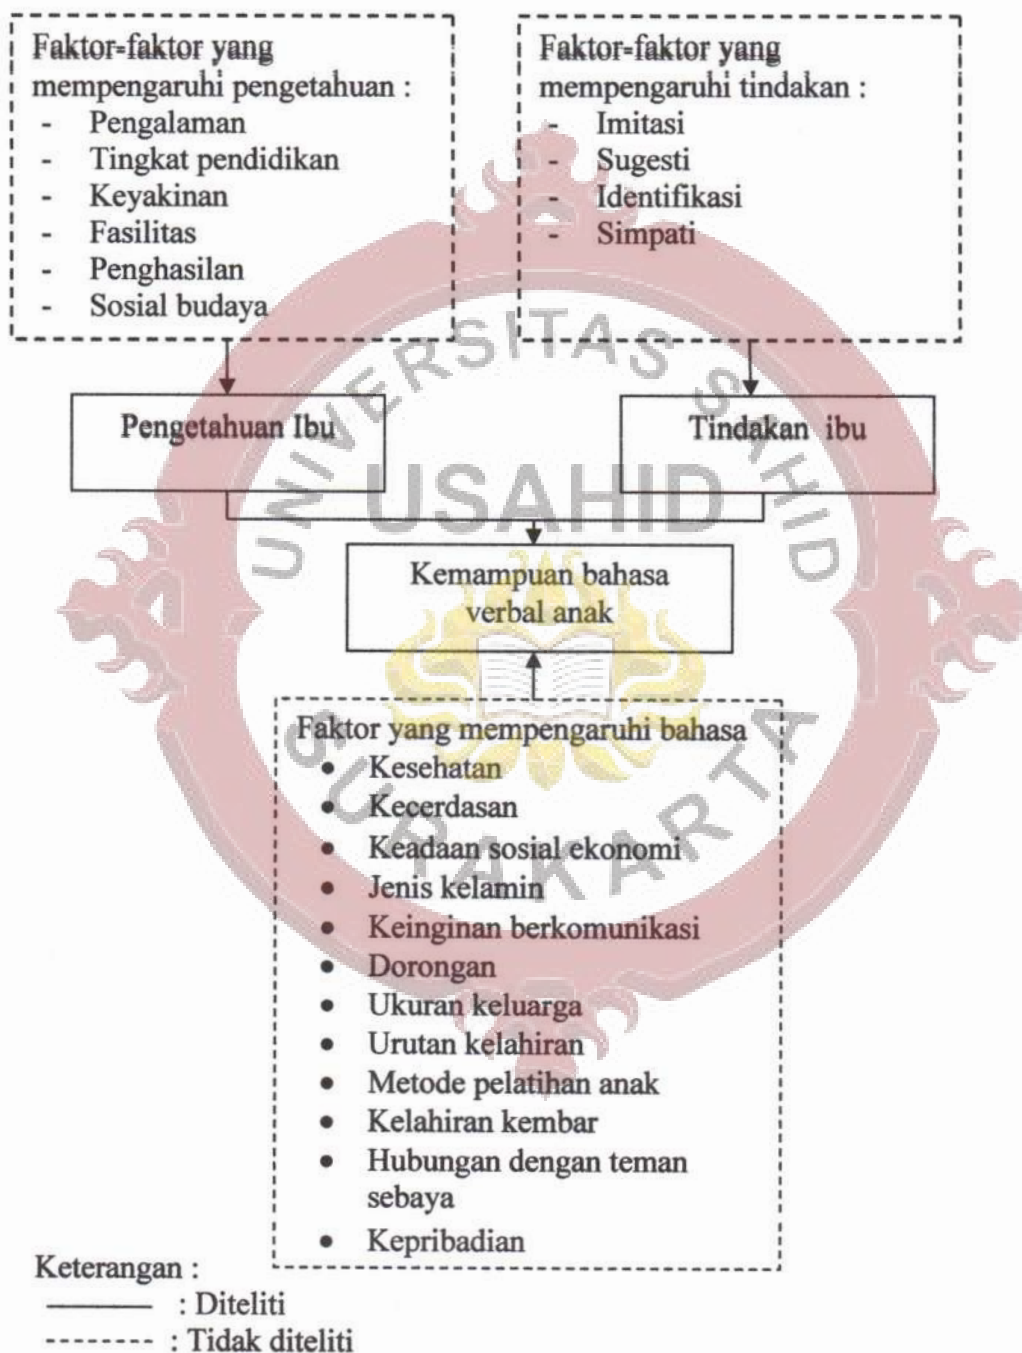 Faktor-faktor yang
mempengaruhi pengetahuan :
- Pengalaman
- Tingkat pendidikan
- Keyakinan
- Fasilitas
- Penghasilan
- Sosial budaya
Faktor-faktor yang
mempengaruhi tindakan :
- Imitasi
- Sugesti
- Identifikasi
- Simpati
Pengetahuan Ibu
Tindakan ibu
Kemampuan bahasa
verbal anak
Faktor yang mempengaruhi bahasa
• Kesehatan
• Kecerdasan
• Keadaan sosial ekonomi
• Jenis kelamin
• Keinginan berkomunikasi
• Dorongan
• Ukuran keluarga
• Urutan kelahiran
• Metode pelatihan anak
• Kelahiran kembar
• Hubungan dengan teman
sebaya
• Kepribadian
Keterangan :
: Diteliti
: Tidak diteliti
UNIVERSITAS SAHID
USAHID
SURAKARTA